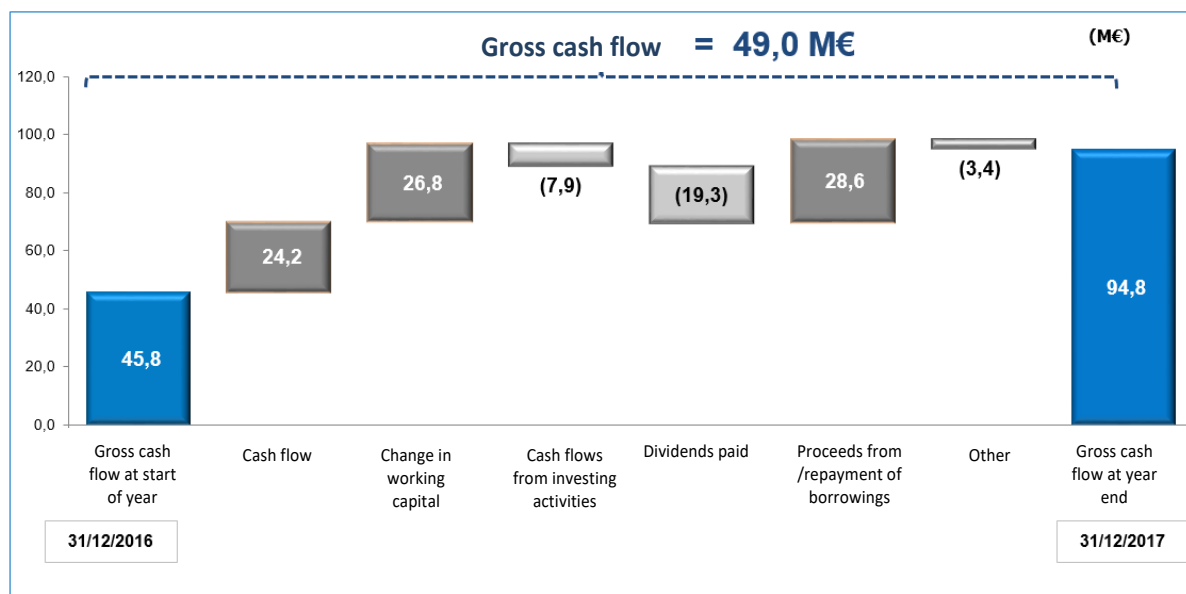 Gross cash flow = 49,0 M€
(M€)
120,0
100,0
80,0
60,0
40,0
20,0
0,0
45,8
24,2
26,8
(7,9)
(19,3)
28,6
(3,4)
94,8
Gross cash
flow at start
of year
Cash flow
Change in
working
capital
Cash flows
from investing
activities
Dividends paid
Proceeds from
/repayment of
borrowings
Other
Gross cash
flow at year
end
31/12/2016
31/12/2017